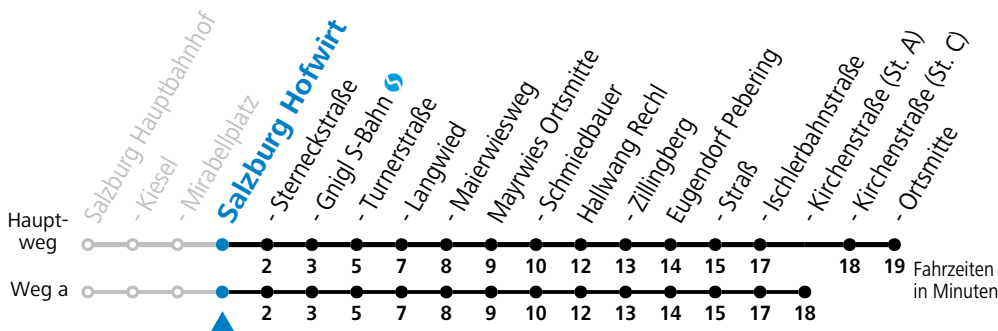 Salzburg Hauptbahnhof
- Kiesel
- Mirabellplatz
Salzburg Hofwirt
- Sterneckstraße
- Gnigl S-Bahn
- Turnerstraße
- Langwied
- Maierwiesweg
Mayrwies Ortsmitte
- Schmiedbauer
Hallwang Rechl
- Zillingberg
Eugendorf Pebering
- Straß
- Ischlerbahnstraße
- Kirchenstraße (St. A)
- Kirchenstraße (St. C)
- Ortsmitte
Haupt-
weg
2 3 5 7 8 9 10 12 13 14 15 17 18 19
Fahrzeiten
in Minuten
Weg a
2 3 5 7 8 9 10 12 13 14 15 17 18